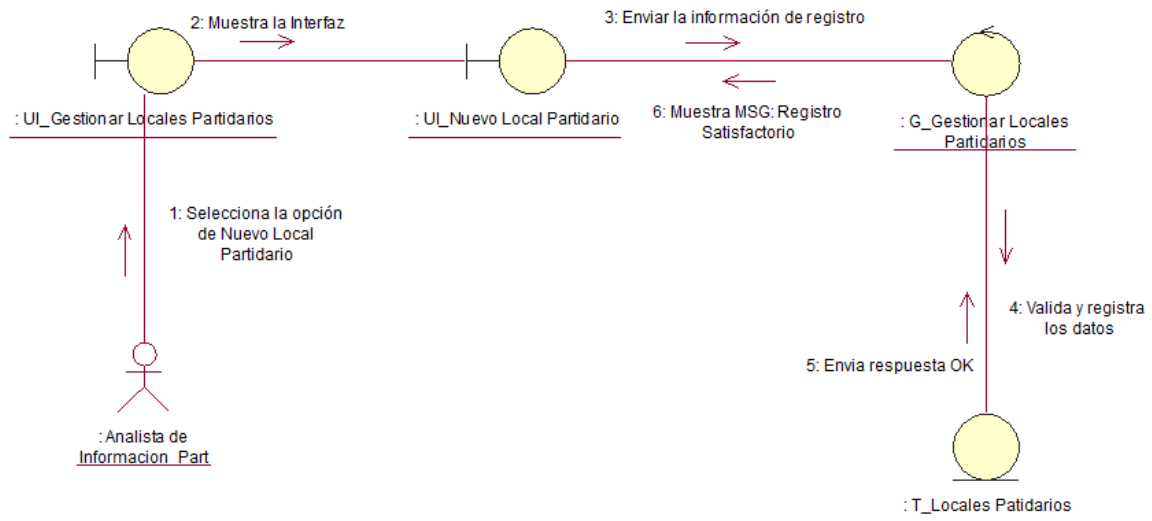 2: Muestra la Interfaz
3: Enviar la información de registro
: UI_Gestionar Locales Partidarios
: UI_Nuevo Local Partidario
6: Muestra MSG: Registro
Satisfactorio
: G_Gestionar Locales
Partidarios
1: Selecciona la opción
de Nuevo Local
Partidario
4: Valida y registra
los datos
5: Envia respuesta OK
: Analista de
Informacion_Part
: T_Locales Patidarios